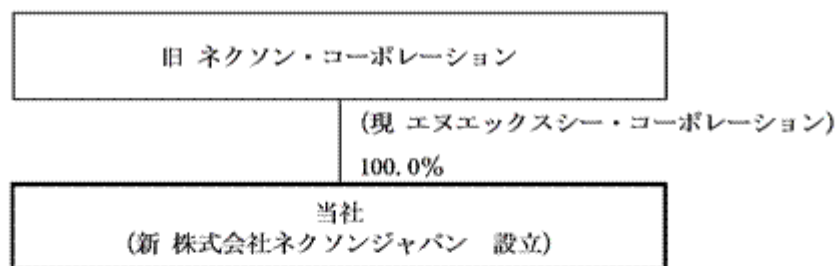 旧 ネクソン・コーポレーション
(現 エヌエックスシー・コーポレーション)
100.0%
当社
(新 株式会社ネクソンジャパン 設立)